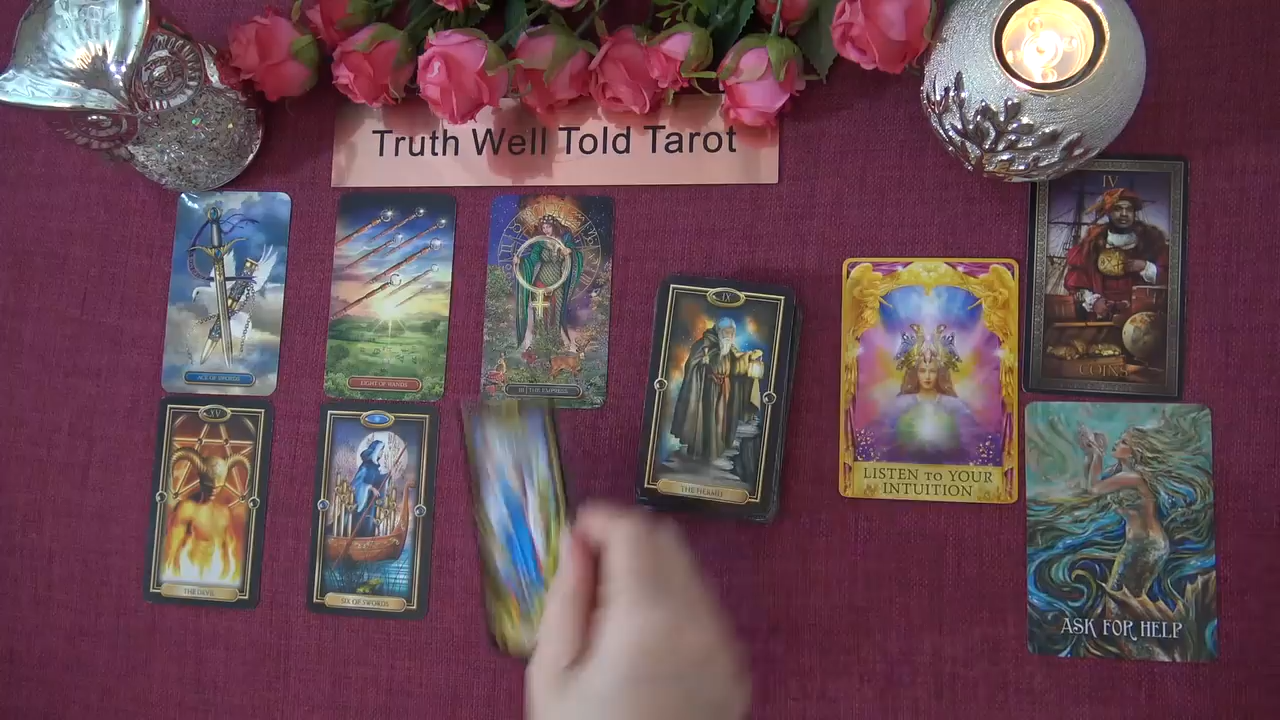 Truth Well Told Tarot
IV
COINS
ACE OF SWORDS
EIGHT OF WANDS
III THE EMPRESS
XV
THE DEVIL
SIX OF SWORDS
IX
THE HERMIT
LISTEN TO YOUR
INTUITION
ASK FOR HELP